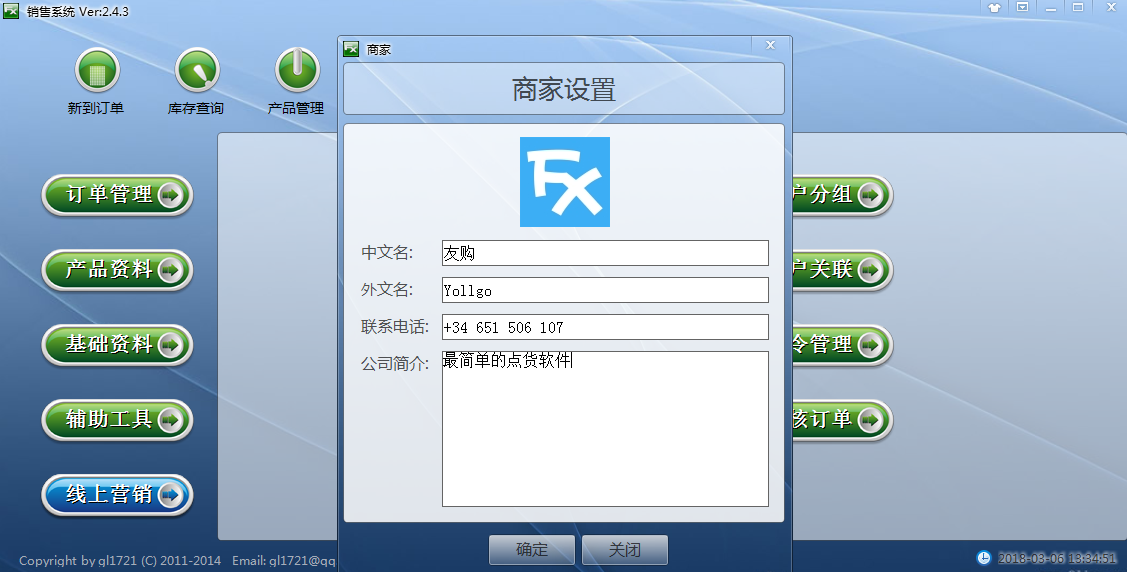 销售系统 Ver:2.4.3
新到订单 库存查询 产品管理
商家
商家设置
FX
中文名: 友购
外文名: Yollgo
联系电话: +34 651 506 107
公司简介: 最简单的点货软件
确定 关闭
订单管理
产品资料
基础资料
辅助工具
线上营销
户分组
户关联
令管理
核订单
Copyright by gl1721 (C) 2011-2014 Email: gl1721@qq
2018-03-06 13:34:51